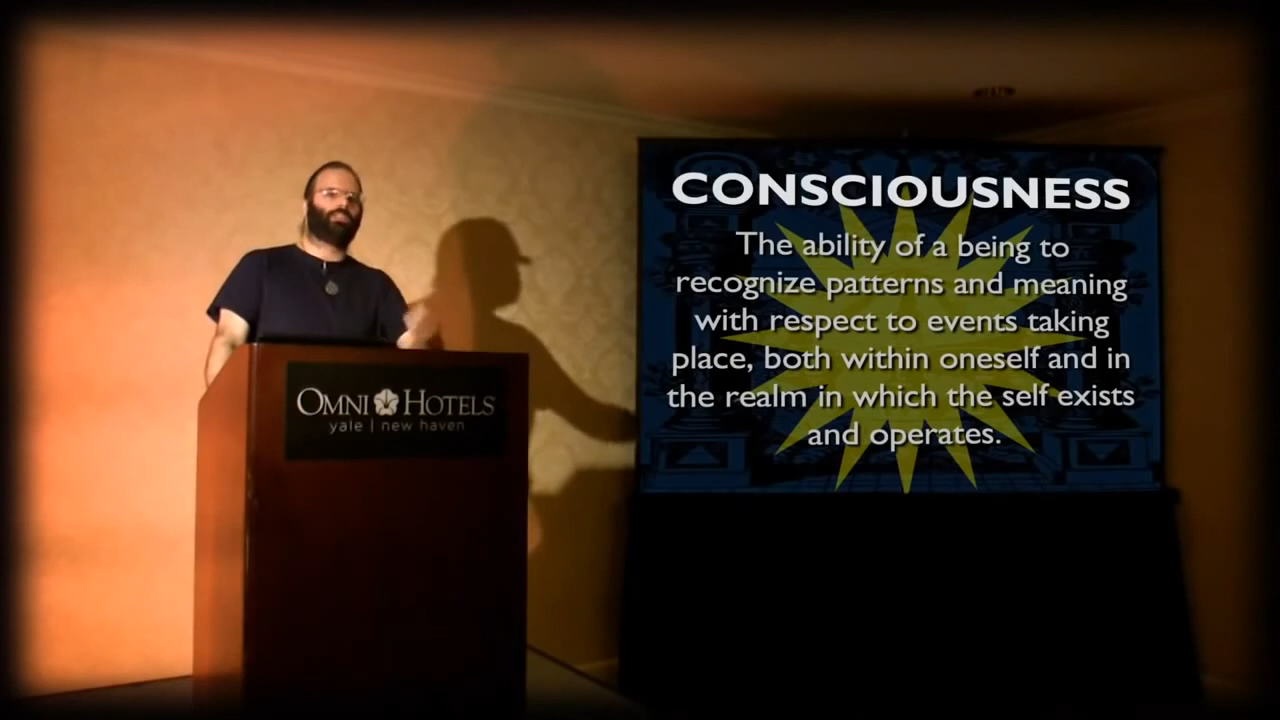 OMNI HOTELS
yale | new haven
CONSCIOUSNESS
The ability of a being to
recognize patterns and meaning
with respect to events taking
place, both within oneself and in
the realm in which the self exists
and operates.